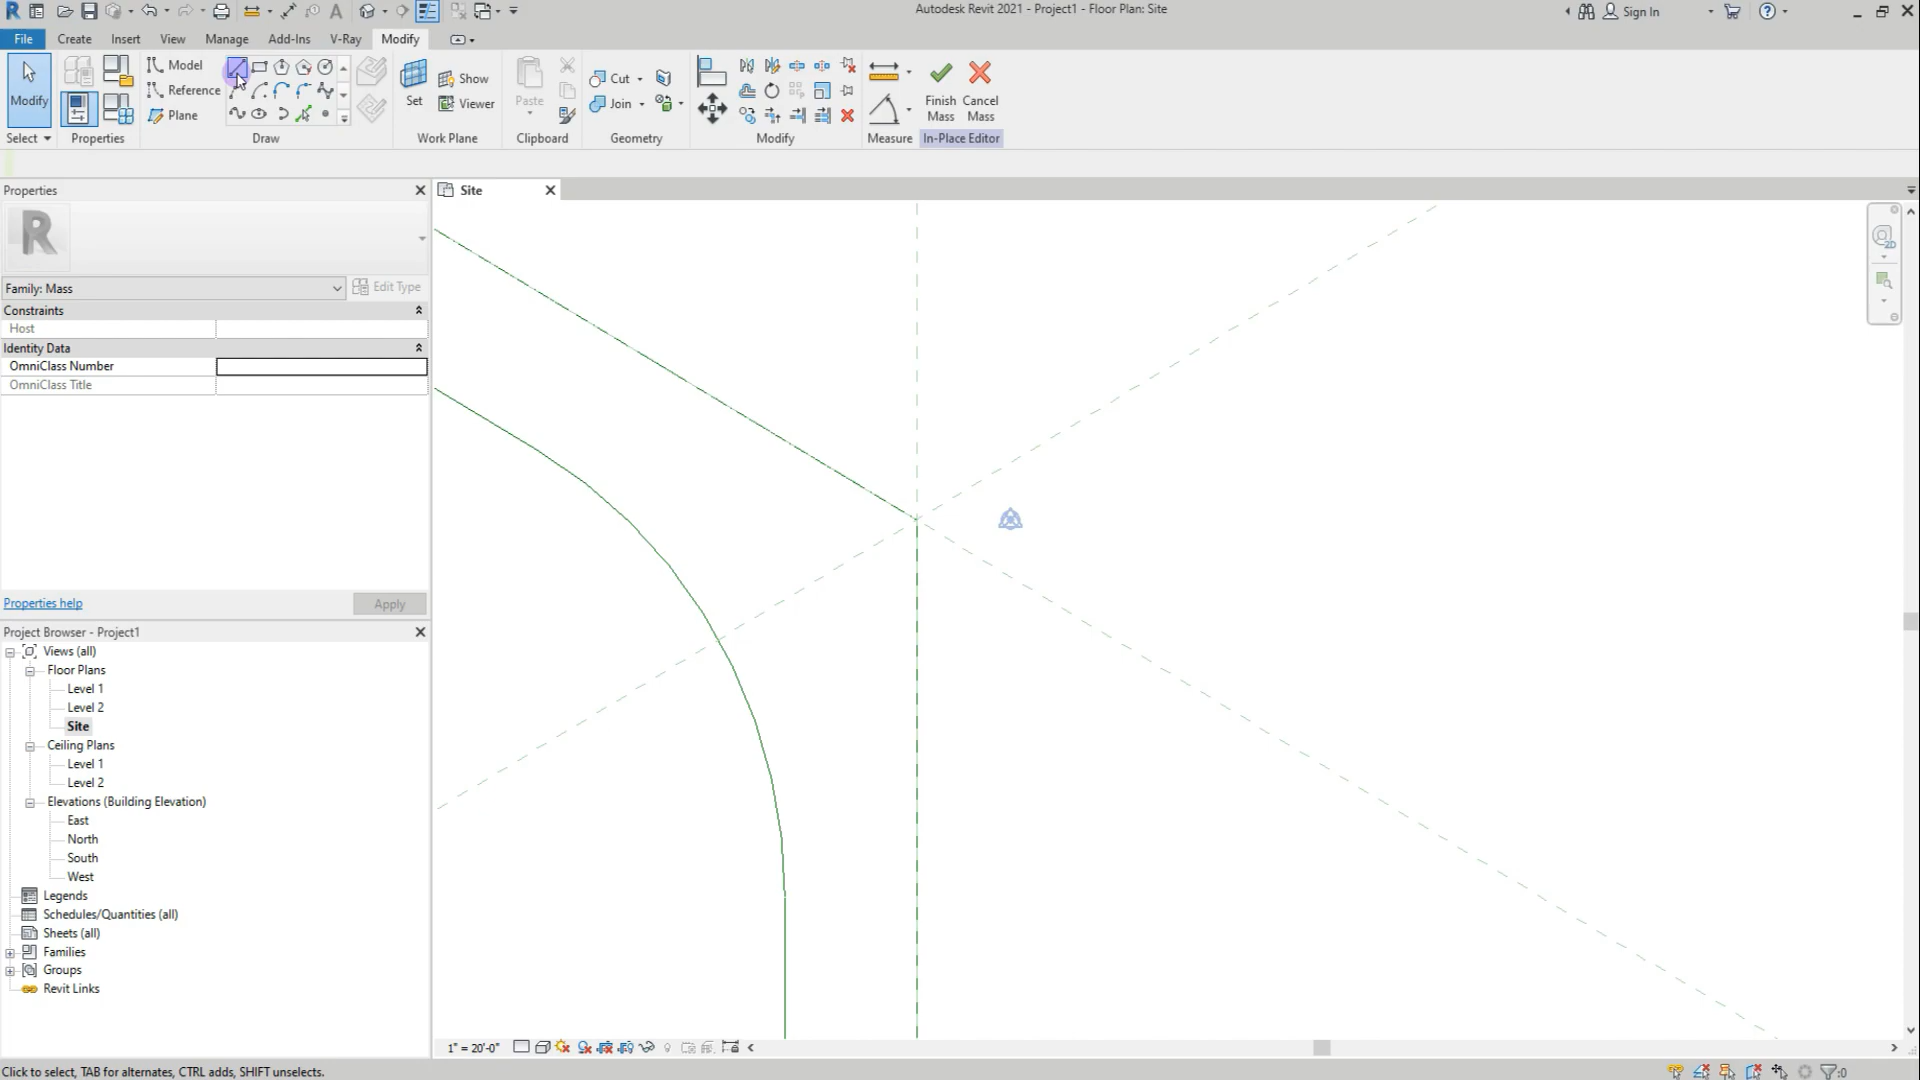 Autodesk Revit 2021 - Project1 - Floor Plan: Site
Sign In
File Create Insert View Manage Add-Ins V-Ray Modify
Modify
Model
Reference
Plane
Set
Show
Viewer
Paste
Cut
Join
Finish Mass
Cancel Mass
Select Properties Draw Work Plane Clipboard Geometry Modify Measure In-Place Editor
Properties
Site
R
Family: Mass
Edit Type
Constraints
Host
Identity Data
OmniClass Number
OmniClass Title
Properties help
Apply
Project Browser - Project1
Views (all)
Floor Plans
Level 1
Level 2
Site
Ceiling Plans
Level 1
Level 2
Elevations (Building Elevation)
East
North
South
West
Legends
Schedules/Quantities (all)
Sheets (all)
Families
Groups
Revit Links
2D
1" = 20'-0"
Click to select, TAB for alternates, CTRL adds, SHIFT unselects.
:0